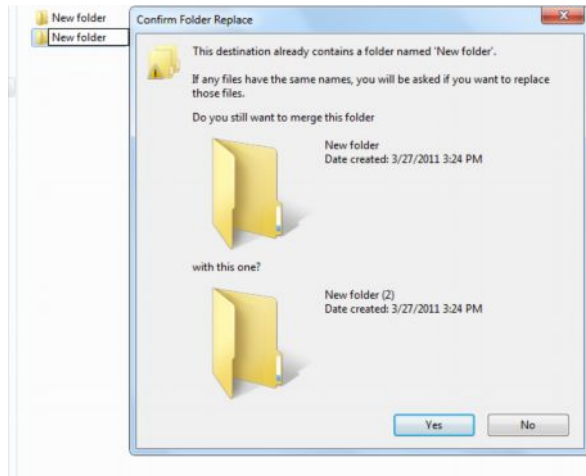 New folder
New folder
Confirm Folder Replace
This destination already contains a folder named 'New folder'.
If any files have the same names, you will be asked if you want to replace
those files.
Do you still want to merge this folder
New folder
Date created: 3/27/2011 3:24 PM
with this one?
New folder (2)
Date created: 3/27/2011 3:24 PM
Yes
No